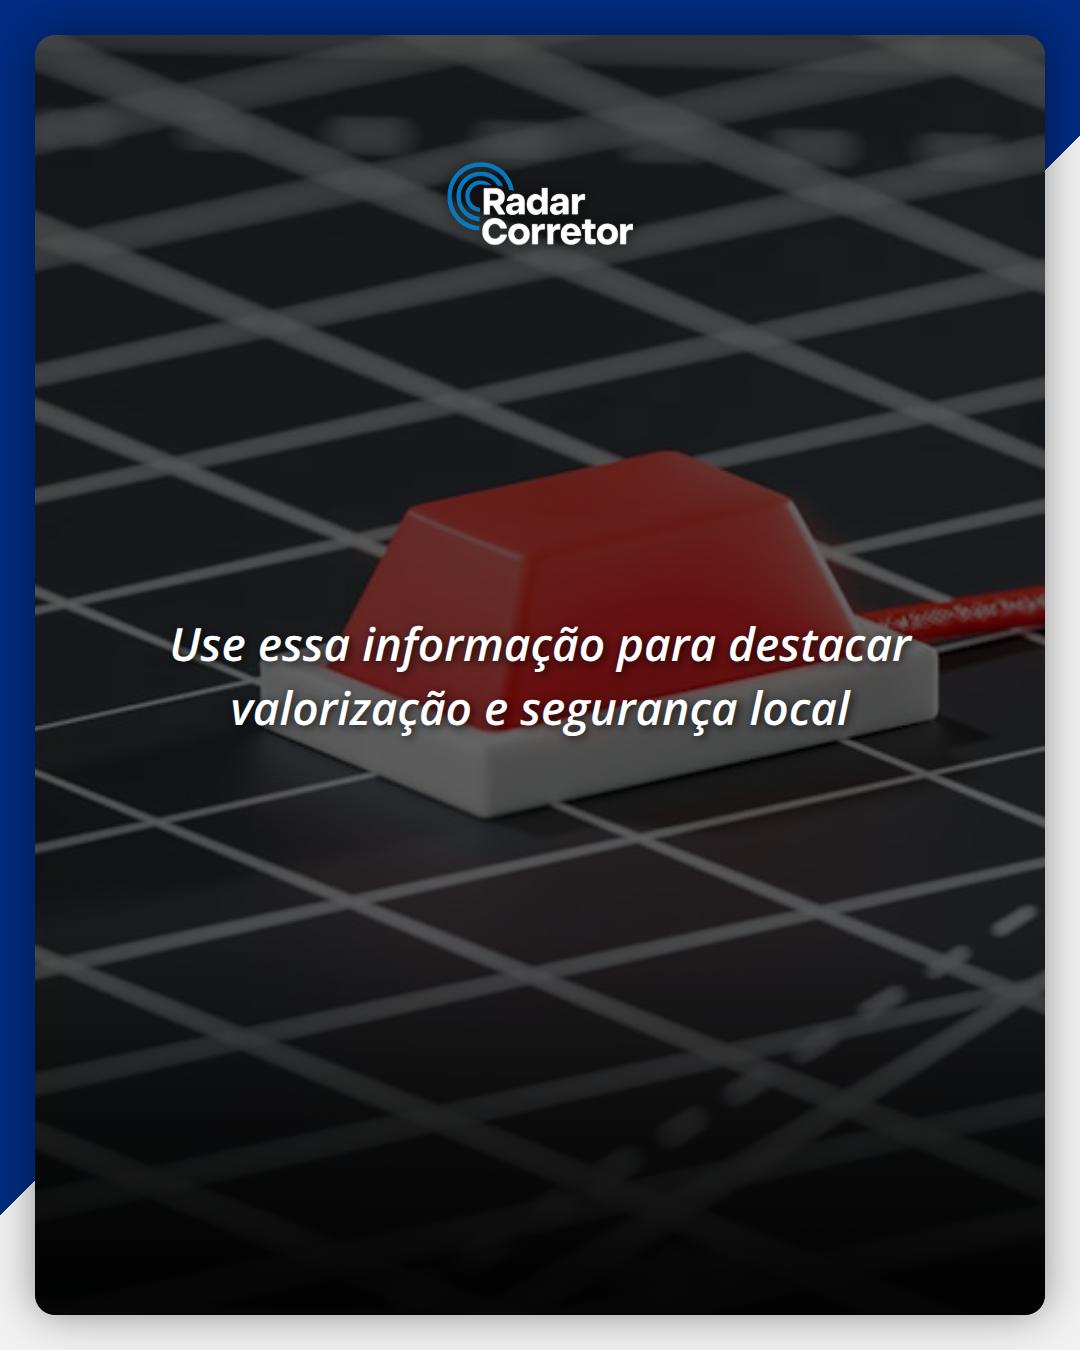 Radar
Corretor
Use essa informação para destacar
valorização e segurança local